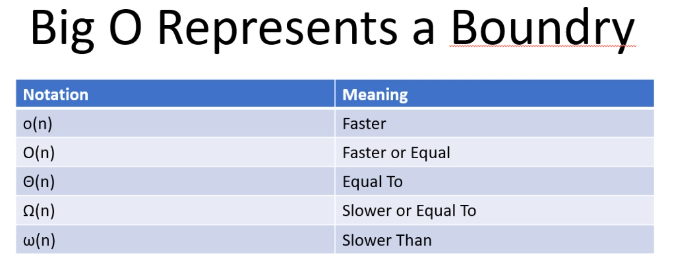 Big O Represents a Boundry
Notation Meaning
o(n) Faster
O(n) Faster or Equal
Θ(n) Equal To
Ω(n) Slower or Equal To
ω(n) Slower Than